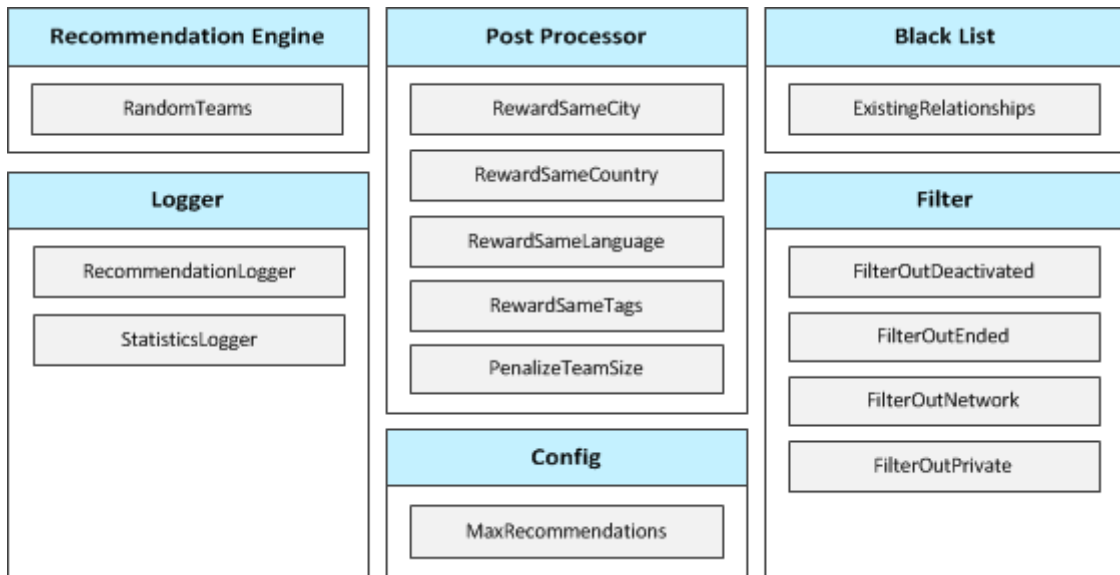 Recommendation Engine
RandomTeams
Logger
RecommendationLogger
StatisticsLogger
Post Processor
RewardSameCity
RewardSameCountry
RewardSameLanguage
RewardSameTags
PenalizeTeamSize
Config
MaxRecommendations
Black List
ExistingRelationships
Filter
FilterOutDeactivated
FilterOutEnded
FilterOutNetwork
FilterOutPrivate